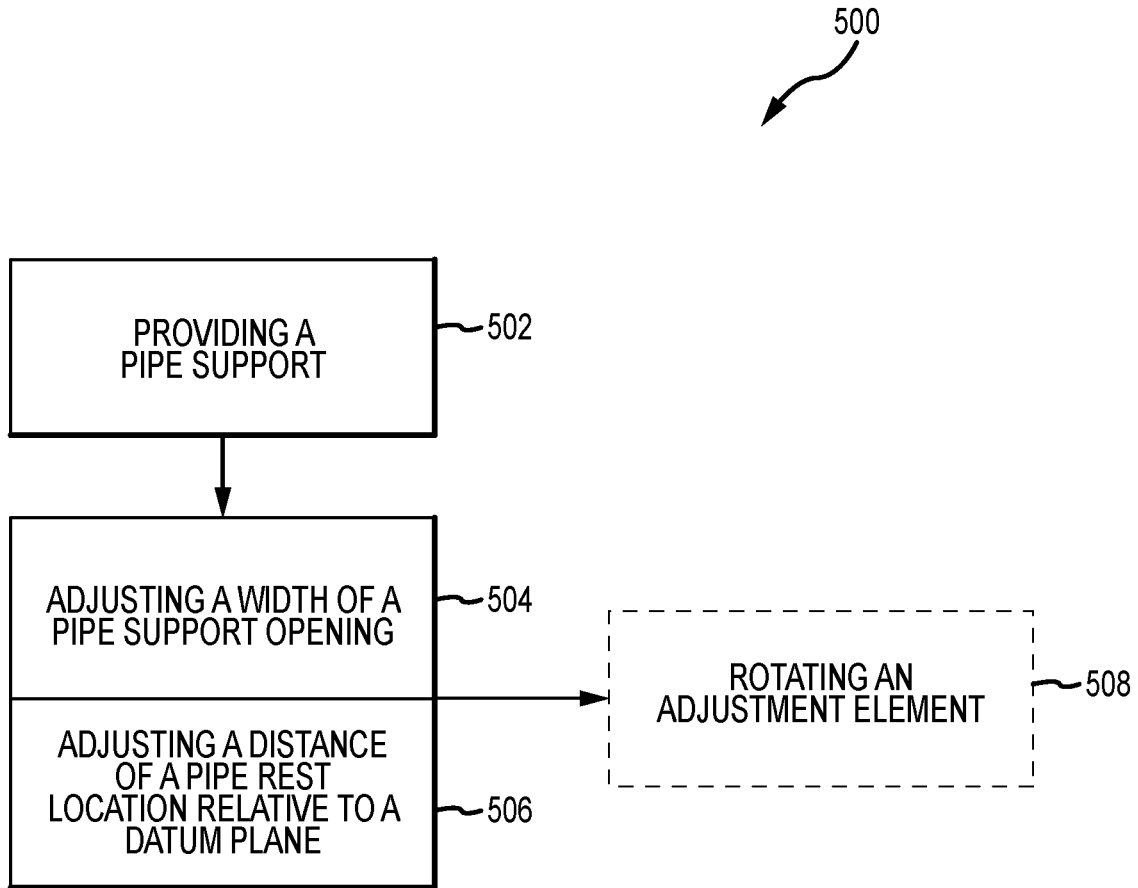 500
PROVIDING A
PIPE SUPPORT
502
ADJUSTING A WIDTH OF A
PIPE SUPPORT OPENING
504
ADJUSTING A DISTANCE
OF A PIPE REST
LOCATION RELATIVE TO A
DATUM PLANE
506
ROTATING AN
ADJUSTMENT ELEMENT
508